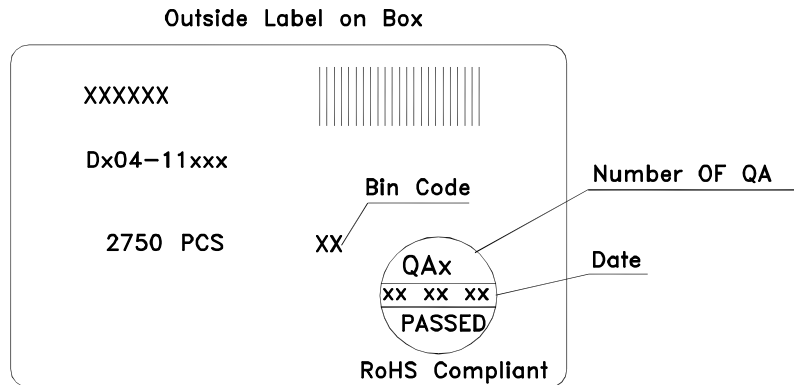 Outside Label on Box
XXXXXX
Dx04-11xxx
Number OF QA
Bin Code
2750 PCS XX
QAx
Date
xx xx xx
PASSED
RoHS Compliant